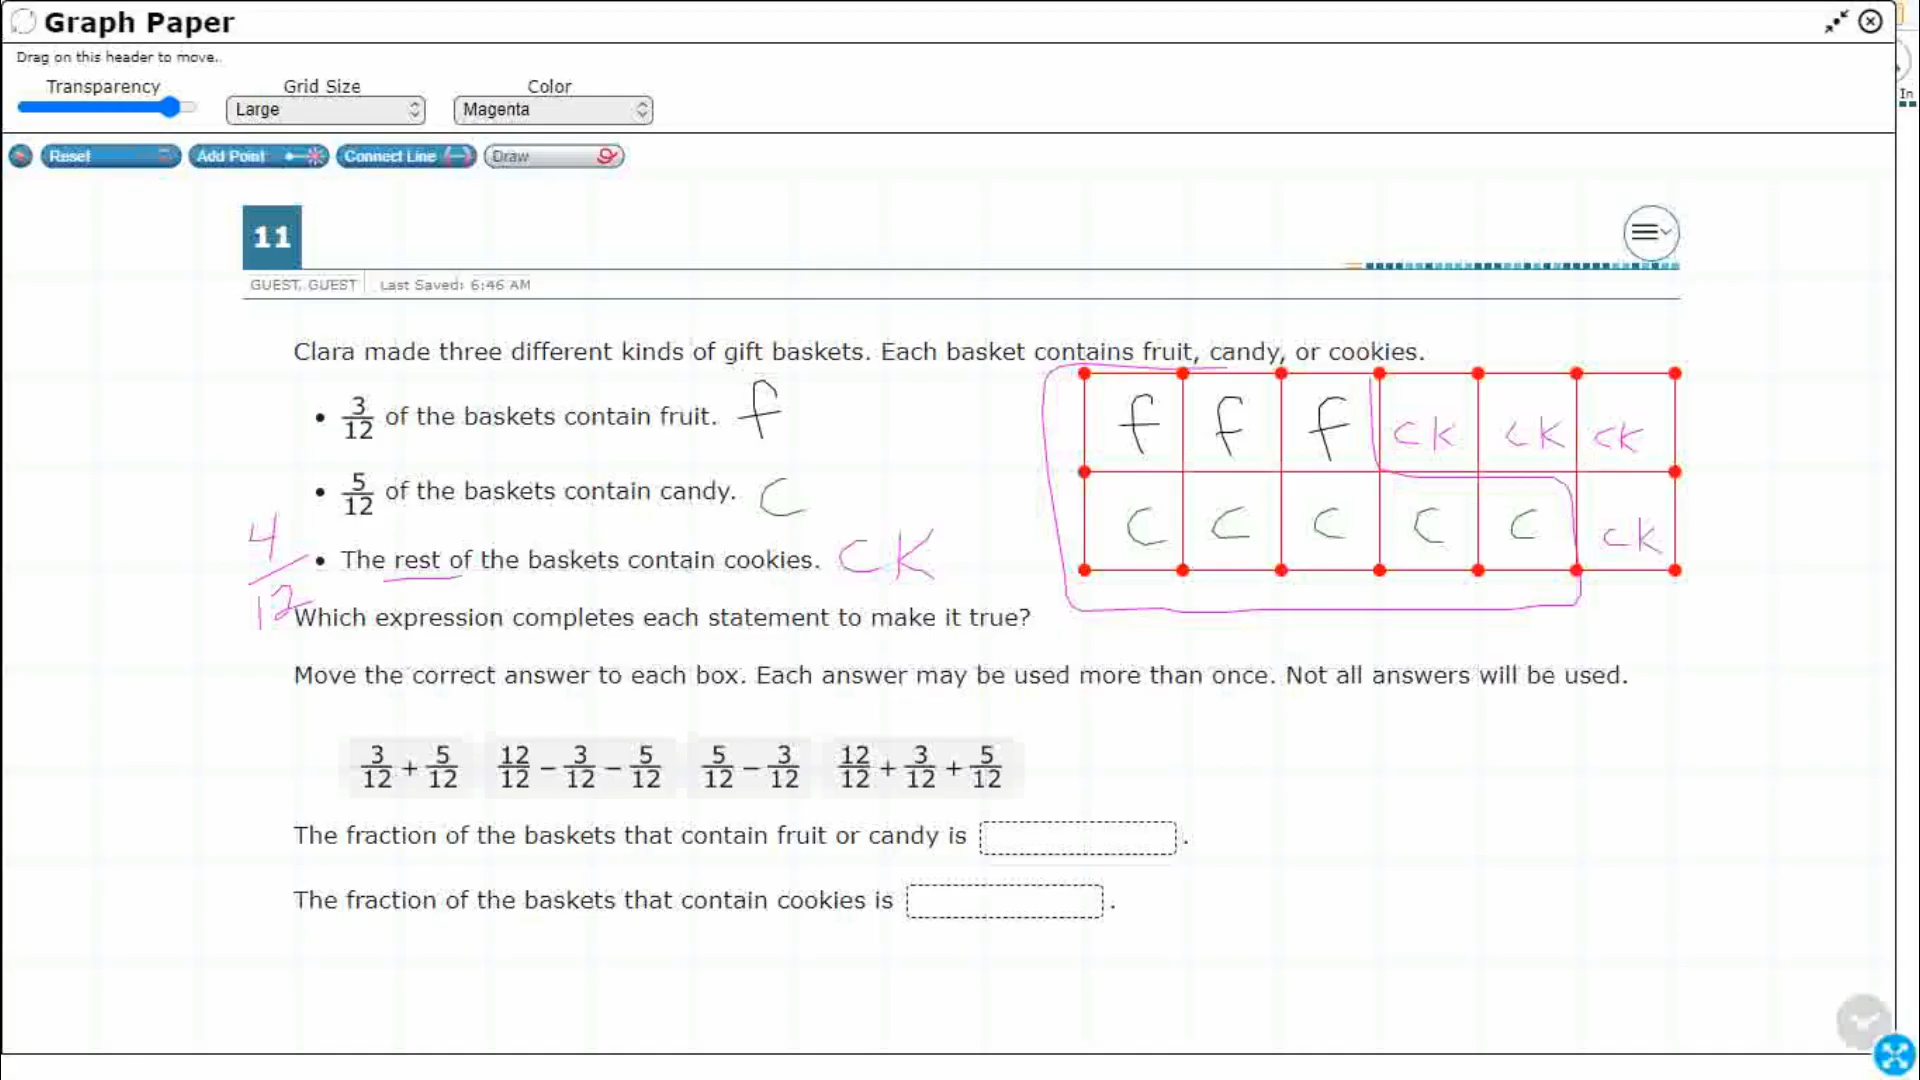 Graph Paper
Drag on this header to move..
Transparency Grid Size Color
Large Magenta
Reset Add Point Connect Line Draw
In
11
GUEST, GUEST Last Saved: 6:46 AM
Clara made three different kinds of gift baskets. Each basket contains fruit, candy, or cookies.
• 3/12 of the baskets contain fruit. f
• 5/12 of the baskets contain candy. C
4/12 • The rest of the baskets contain cookies. CK
f f f CK CK CK
C C C C C CK
Which expression completes each statement to make it true?
Move the correct answer to each box. Each answer may be used more than once. Not all answers will be used.
3/12 + 5/12 12/12 − 3/12 − 5/12 5/12 − 3/12 12/12 + 3/12 + 5/12
The fraction of the baskets that contain fruit or candy is .
The fraction of the baskets that contain cookies is .